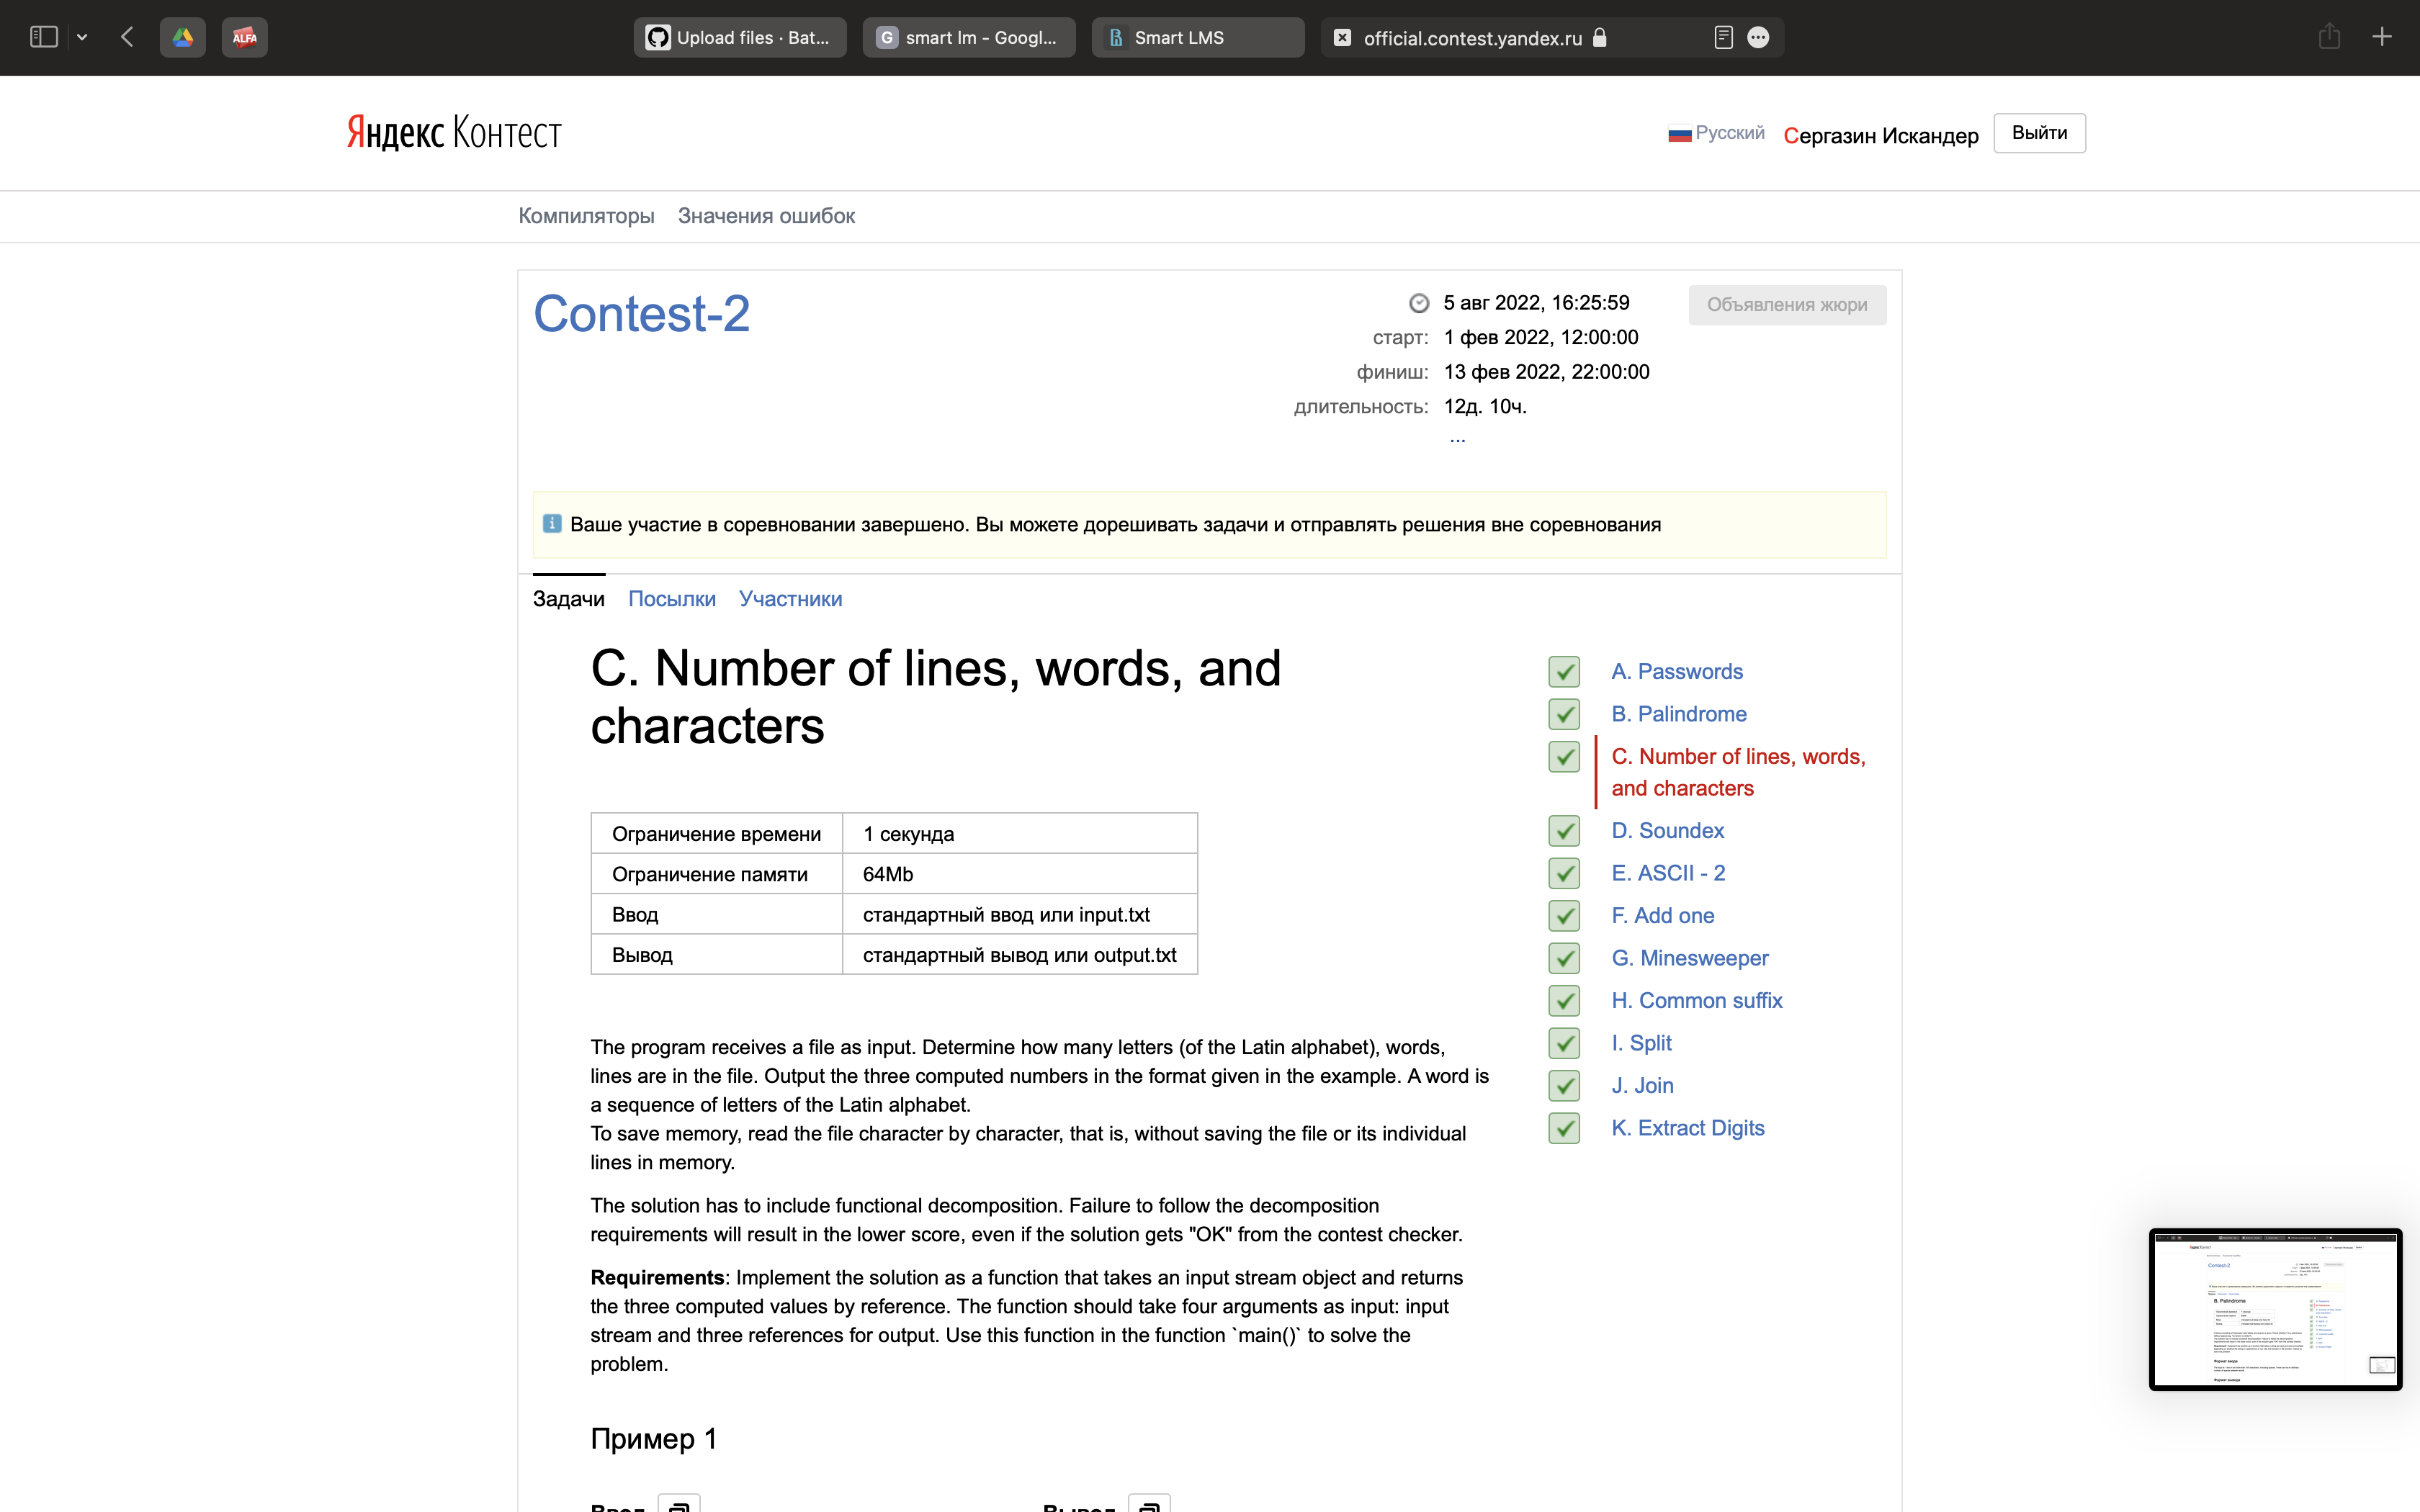 ALFA
Upload files · Bat...
G smart lm - Googl...
Smart LMS
official.contest.yandex.ru
Яндекс Контест
Русский
Сергазин Искандер
Выйти
Компиляторы Значения ошибок
Contest-2
5 авг 2022, 16:25:59
старт: 1 фев 2022, 12:00:00
финиш: 13 фев 2022, 22:00:00
длительность: 12д. 10ч.
...
Объявления жюри
Ваше участие в соревновании завершено. Вы можете дорешивать задачи и отправлять решения вне соревнования
Задачи Посылки Участники
C. Number of lines, words, and
characters
Ограничение времени 1 секунда
Ограничение памяти 64Mb
Ввод стандартный ввод или input.txt
Вывод стандартный вывод или output.txt
The program receives a file as input. Determine how many letters (of the Latin alphabet), words,
lines are in the file. Output the three computed numbers in the format given in the example. A word is
a sequence of letters of the Latin alphabet.
To save memory, read the file character by character, that is, without saving the file or its individual
lines in memory.
The solution has to include functional decomposition. Failure to follow the decomposition
requirements will result in the lower score, even if the solution gets "OK" from the contest checker.
Requirements: Implement the solution as a function that takes an input stream object and returns
the three computed values by reference. The function should take four arguments as input: input
stream and three references for output. Use this function in the function `main()` to solve the
problem.
Пример 1
Ввод Вывод
A. Passwords
B. Palindrome
C. Number of lines, words,
and characters
D. Soundex
E. ASCII - 2
F. Add one
G. Minesweeper
H. Common suffix
I. Split
J. Join
K. Extract Digits
Contest-2
B. Palindrome